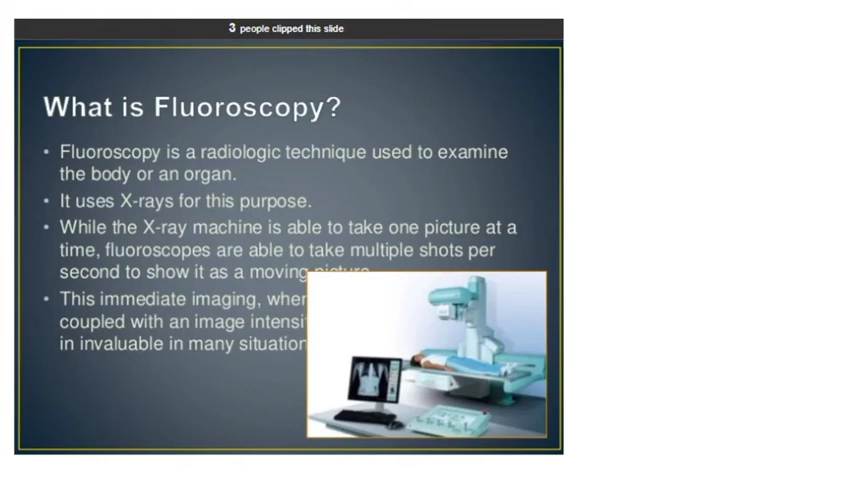 3 people clipped this slide
What is Fluoroscopy?
• Fluoroscopy is a radiologic technique used to examine
the body or an organ.
• It uses X-rays for this purpose.
• While the X-ray machine is able to take one picture at a
time, fluoroscopes are able to take multiple shots per
second to show it as a moving picture.
• This immediate imaging, when
coupled with an image intensi
in invaluable in many situation